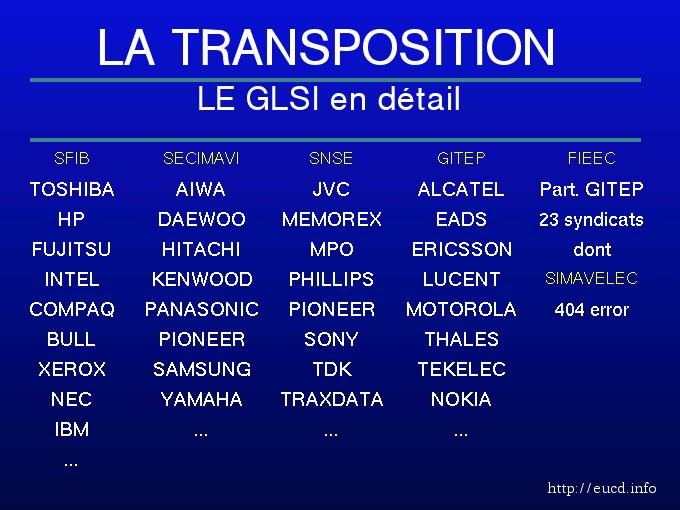 LA TRANSPOSITION
LE GLSI en détail
SFIB SECIMAVI SNSE GITEP FIEEC
TOSHIBA AIWA JVC ALCATEL Part. GITEP
HP DAEWOO MEMOREX EADS 23 syndicats
FUJITSU HITACHI MPO ERICSSON dont
INTEL KENWOOD PHILLIPS LUCENT SIMAVELEC
COMPAQ PANASONIC PIONEER MOTOROLA 404 error
BULL PIONEER SONY THALES
XEROX SAMSUNG TDK TEKELEC
NEC YAMAHA TRAXDATA NOKIA
IBM ... ... ...
...
http://eucd.info